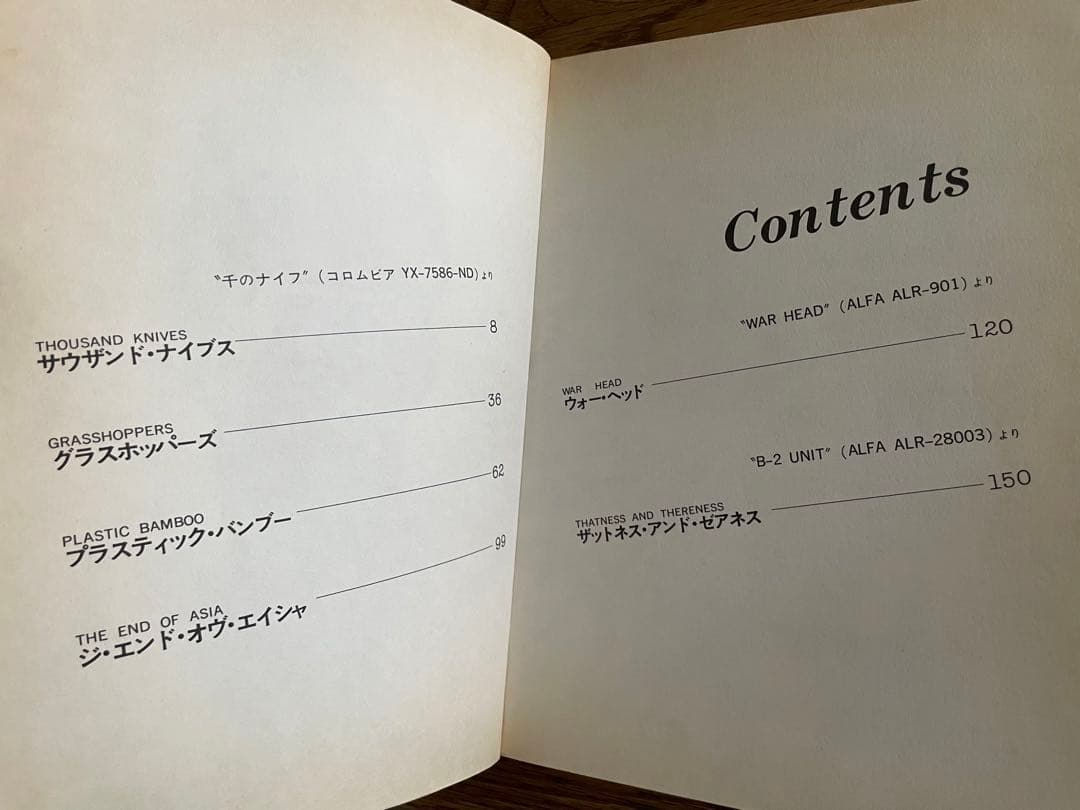 〝千のナイフ〟(コロムビア YX-7586-ND)より
THOUSAND KNIVES
サウザンド・ナイブス 8
GRASSHOPPERS
グラスホッパーズ 36
PLASTIC BAMBOO
プラスティック・バンブー 62
THE END OF ASIA
ジ・エンド・オヴ・エイシャ 99
Contents
〝WAR HEAD〟(ALFA ALR-901)より
WAR HEAD
ウォー・ヘッド 120
〝B-2 UNIT〟(ALFA ALR-28003)より
THATNESS AND THERENESS
ザットネス・アンド・ゼアネス 150